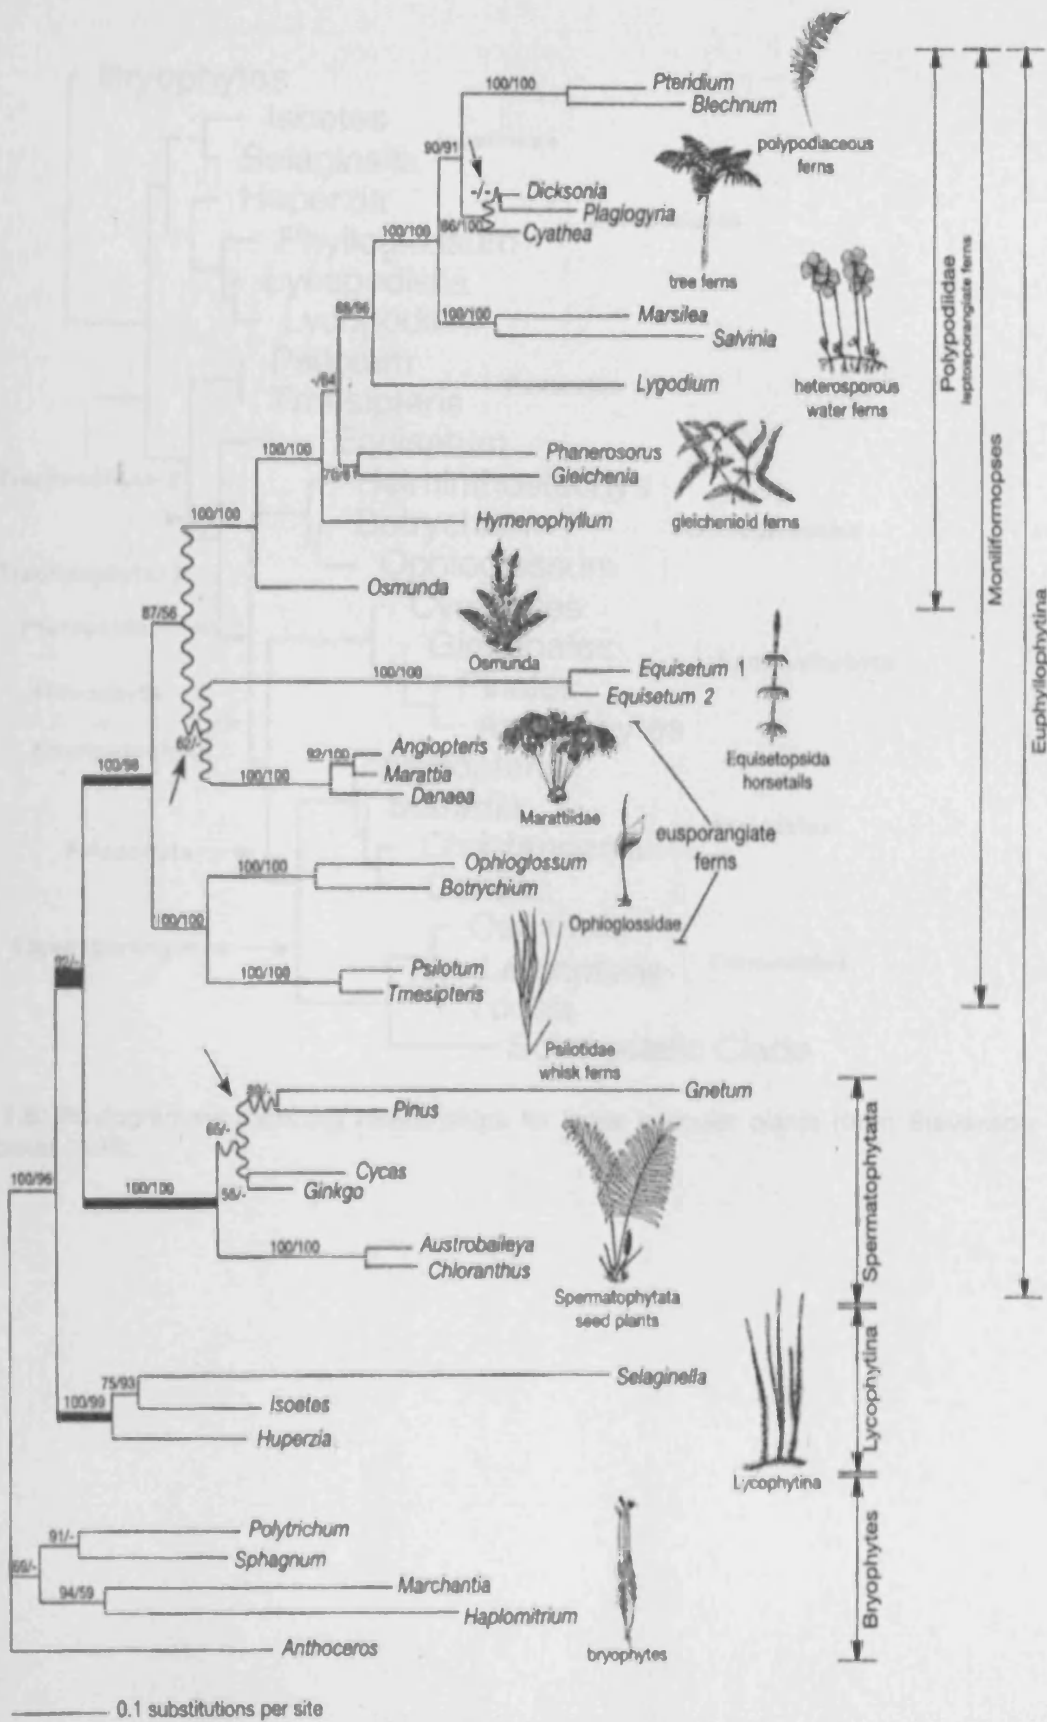 100/100
Pteridium
Blechnum
polypodiaceous
ferns
90/91
-/-
Dicksonia
Plagiogyria
Cyathea
tree ferns
100/100
100/100
Marsilea
Salvinia
heterosporous
water ferns
Lygodium
100/100
Phanerosorus
Gleichenia
gleichenioid ferns
100/100
Hymenophyllum
Osmunda
Osmunda
87/56
100/100
Equisetum 1
Equisetum 2
Equisetopsida
horsetails
92/100
Angiopteris
Marattia
100/100
Danaea
Marattiidae
100/98
eusporangiate
ferns
100/100
Ophioglossum
Botrychium
Ophioglossidae
100/100
100/100
Psilotum
Tmesipteris
Psilotidae
whisk ferns
Gnetum
Pinus
Cycas
Ginkgo
100/100
100/100
Austrobaileya
Chloranthus
Spermatophytata
seed plants
100/96
75/93
Selaginella
100/99
Isoetes
Huperzia
Lycophytina
91/-
Polytrichum
Sphagnum
94/59
Marchantia
Haplomitrium
Anthoceros
bryophytes
Polypodiidae
leptosporangiate ferns
Moniliformopses
Euphyllophytina
Spermatophytata
Lycophytina
Bryophytes
0.1 substitutions per site